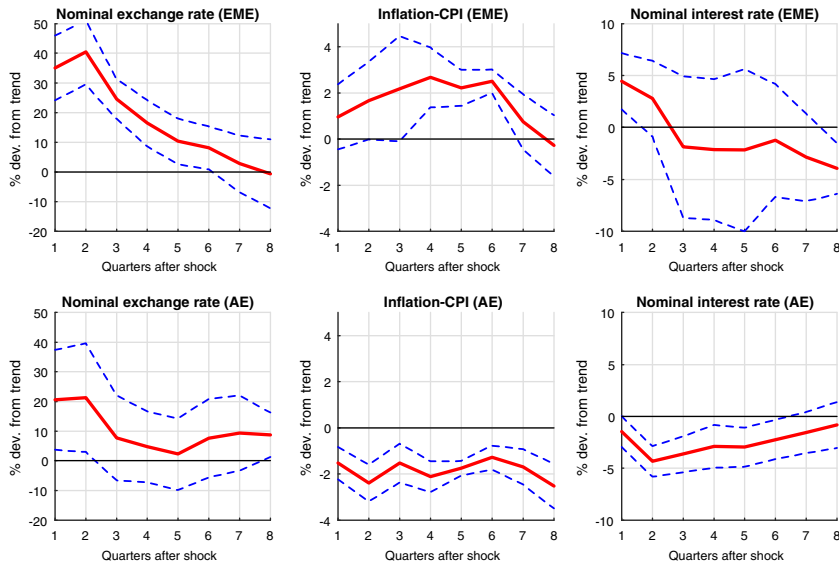 Nominal exchange rate (EME)
% dev. from trend
50
40
30
20
10
0
-10
-20
1 2 3 4 5 6 7 8
Quarters after shock
Inflation-CPI (EME)
% dev. from trend
4
2
0
-2
-4
1 2 3 4 5 6 7 8
Quarters after shock
Nominal interest rate (EME)
% dev. from trend
10
5
0
-5
-10
1 2 3 4 5 6 7 8
Quarters after shock
Nominal exchange rate (AE)
% dev. from trend
50
40
30
20
10
0
-10
-20
1 2 3 4 5 6 7 8
Quarters after shock
Inflation-CPI (AE)
% dev. from trend
4
2
0
-2
-4
1 2 3 4 5 6 7 8
Quarters after shock
Nominal interest rate (AE)
% dev. from trend
10
5
0
-5
-10
1 2 3 4 5 6 7 8
Quarters after shock